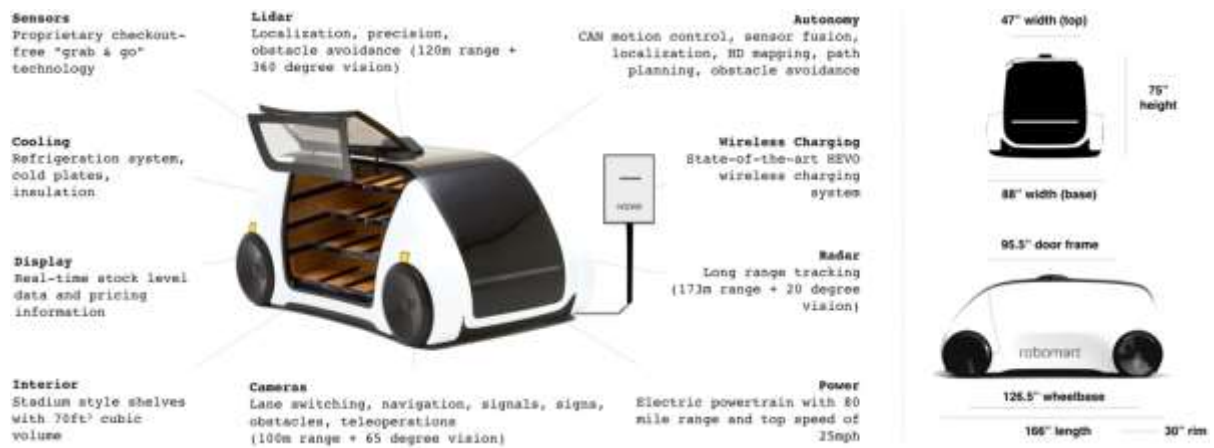 Sensors
Proprietary checkout-
free "grab & go"
technology
Lidar
Localization, precision,
obstacle avoidance (120m range +
360 degree vision)
Autonomy
CAN motion control, sensor fusion,
localization, HD mapping, path
planning, obstacle avoidance
Cooling
Refrigeration system,
cold plates,
insulation
Wireless Charging
State-of-the-art HEVO
wireless charging
system
Display
Real-time stock level
data and pricing
information
Radar
Long range tracking
(173m range + 20 degree
vision)
Interior
Stadium style shelves
with 70ft³ cubic
volume
Cameras
Lane switching, navigation, signals, signs,
obstacles, teleoperations
(100m range + 65 degree vision)
Power
Electric powertrain with 80
mile range and top speed of
25mph
47" width (top)
75"
height
88" width (base)
95.5" door frame
robomart
126.5" wheelbase
166" length
30" rim